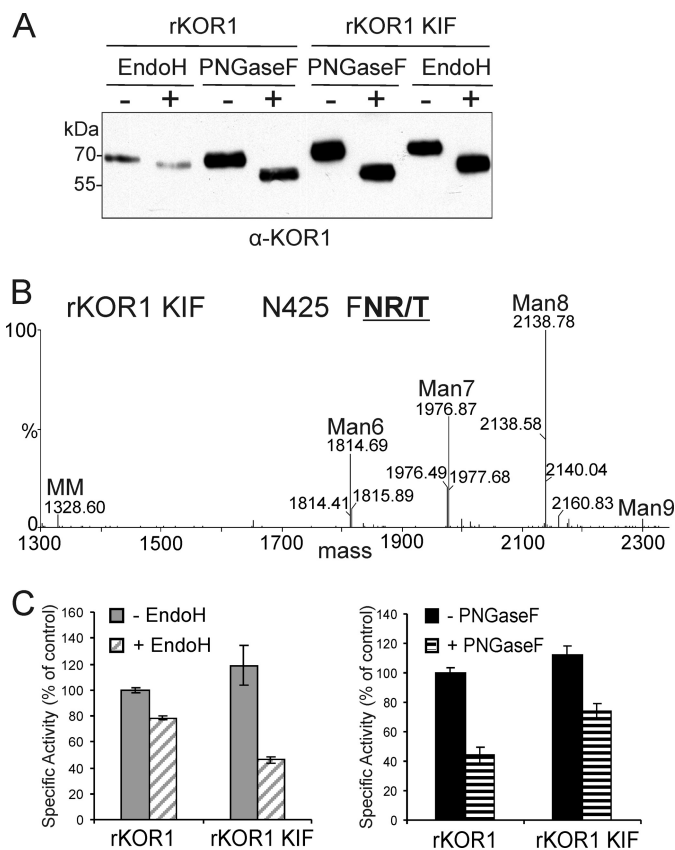 A
rKOR1 rKOR1 KIF
EndoH PNGaseF PNGaseF EndoH
- + - + - + - +
kDa
70-
55-
α-KOR1
B
rKOR1 KIF N425 FNR/T
100
%
0
Man8
2138.78
Man7
1976.87
2138.58
Man6
1814.69
1976.49 1977.68 2140.04
MM
1328.60 1814.41 1815.89 2160.83 Man9
1300 1500 1700 1900 2100 2300
mass
C
Specific Activity (% of control)
160
140
120
100
80
60
40
20
0
- EndoH
+ EndoH
rKOR1 rKOR1 KIF
Specific Activity (% of control)
140
120
100
80
60
40
20
0
- PNGaseF
+ PNGaseF
rKOR1 rKOR1 KIF